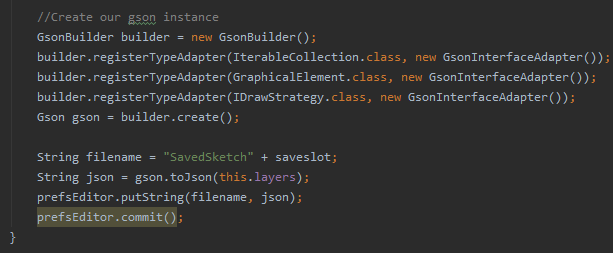 //Create our gson instance
GsonBuilder builder = new GsonBuilder();
builder.registerTypeAdapter(IterableCollection.class, new GsonInterfaceAdapter());
builder.registerTypeAdapter(GraphicalElement.class, new GsonInterfaceAdapter());
builder.registerTypeAdapter(IDrawStrategy.class, new GsonInterfaceAdapter());
Gson gson = builder.create();
String filename = "SavedSketch" + saveslot;
String json = gson.toJson(this.layers);
prefsEditor.putString(filename, json);
prefsEditor.commit();
}